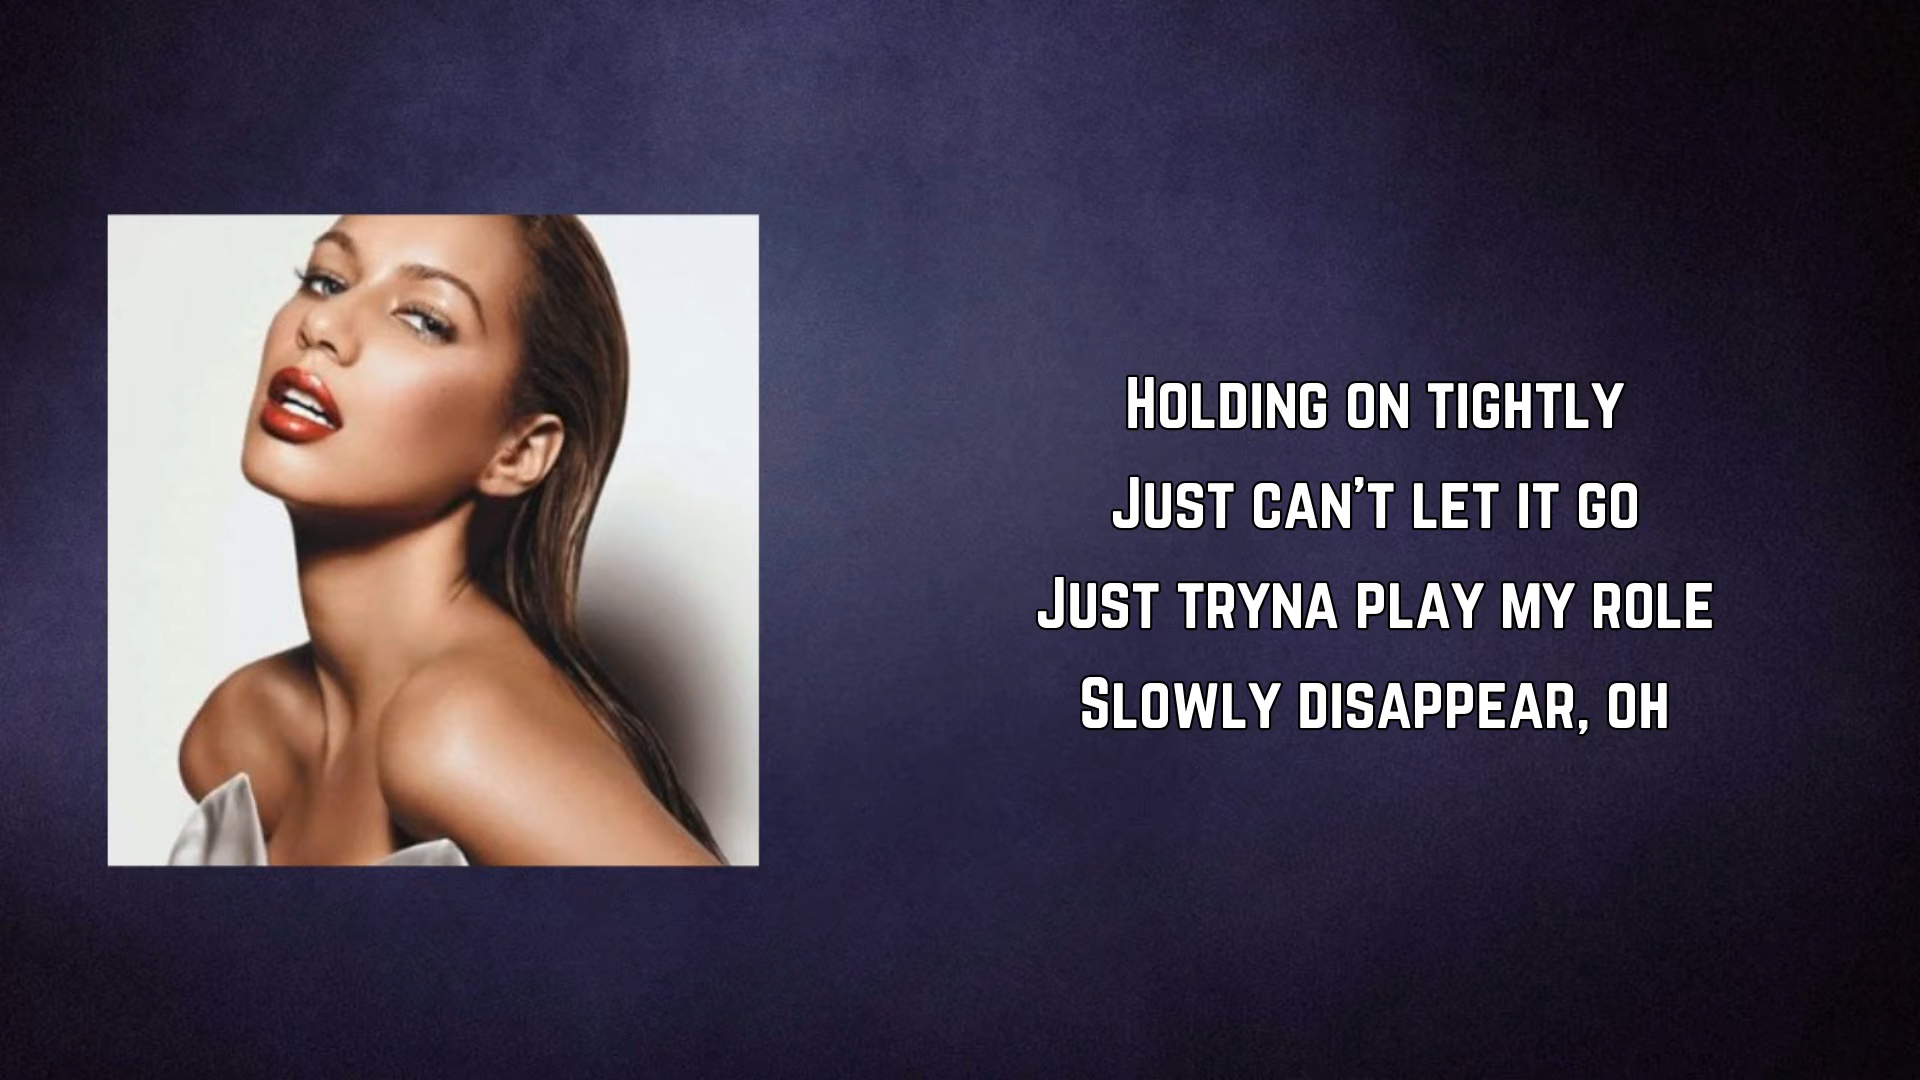 Holding on tightly
Just can’t let it go
Just tryna play my role
Slowly disappear, oh